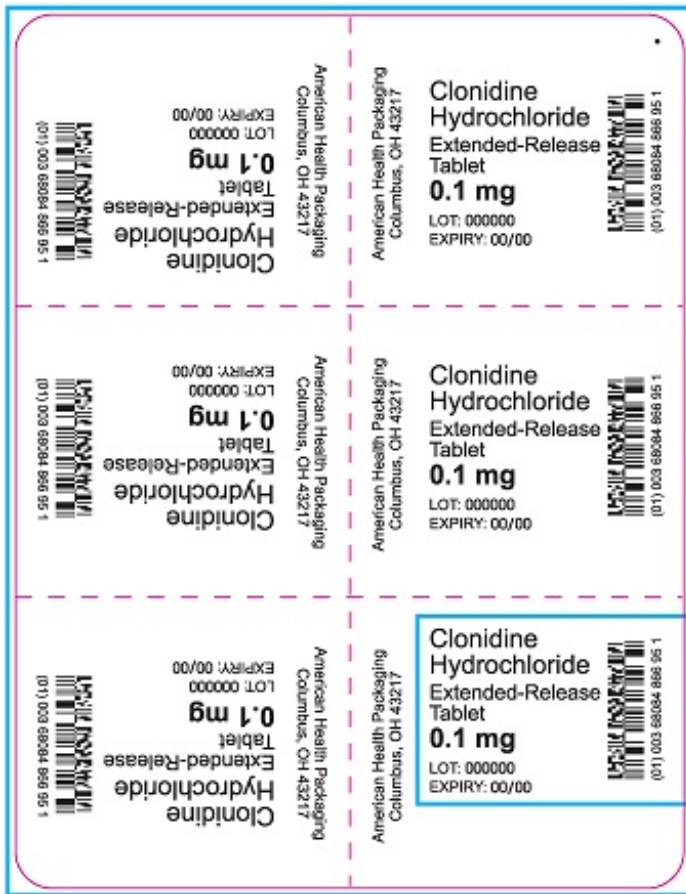 American Health Packaging
Columbus, OH 43217
Clonidine
Hydrochloride
Extended-Release
Tablet
0.1 mg
LOT: 000000
EXPIRY: 00/00
(01) 003 68084 866 95 1
American Health Packaging
Columbus, OH 43217
Clonidine
Hydrochloride
Extended-Release
Tablet
0.1 mg
LOT: 000000
EXPIRY: 00/00
(01) 003 68084 866 95 1
American Health Packaging
Columbus, OH 43217
Clonidine
Hydrochloride
Extended-Release
Tablet
0.1 mg
LOT: 000000
EXPIRY: 00/00
(01) 003 68084 866 95 1
American Health Packaging
Columbus, OH 43217
Clonidine
Hydrochloride
Extended-Release
Tablet
0.1 mg
LOT: 000000
EXPIRY: 00/00
(01) 003 68084 866 95 1
American Health Packaging
Columbus, OH 43217
Clonidine
Hydrochloride
Extended-Release
Tablet
0.1 mg
LOT: 000000
EXPIRY: 00/00
(01) 003 68084 866 95 1
American Health Packaging
Columbus, OH 43217
Clonidine
Hydrochloride
Extended-Release
Tablet
0.1 mg
LOT: 000000
EXPIRY: 00/00
(01) 003 68084 866 95 1